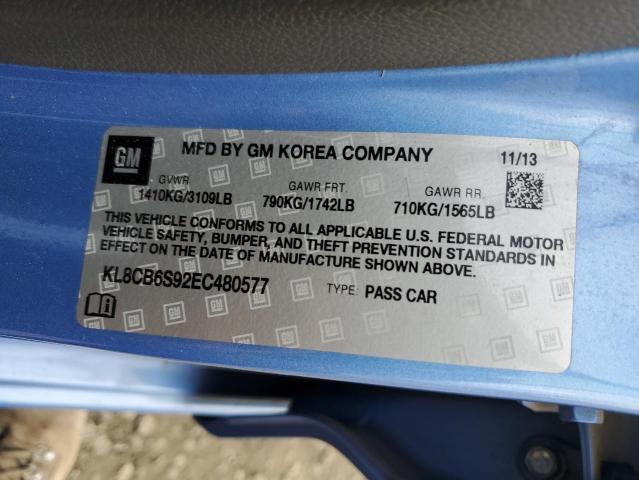 GM
MFD BY GM KOREA COMPANY 11/13
GVWR GAWR FRT. GAWR RR.
1410KG/3109LB 790KG/1742LB 710KG/1565LB
THIS VEHICLE CONFORMS TO ALL APPLICABLE U.S. FEDERAL MOTOR
VEHICLE SAFETY, BUMPER, AND THEFT PREVENTION STANDARDS IN
EFFECT ON THE DATE OF MANUFACTURE SHOWN ABOVE.
KL8CB6S92EC480577 TYPE: PASS CAR